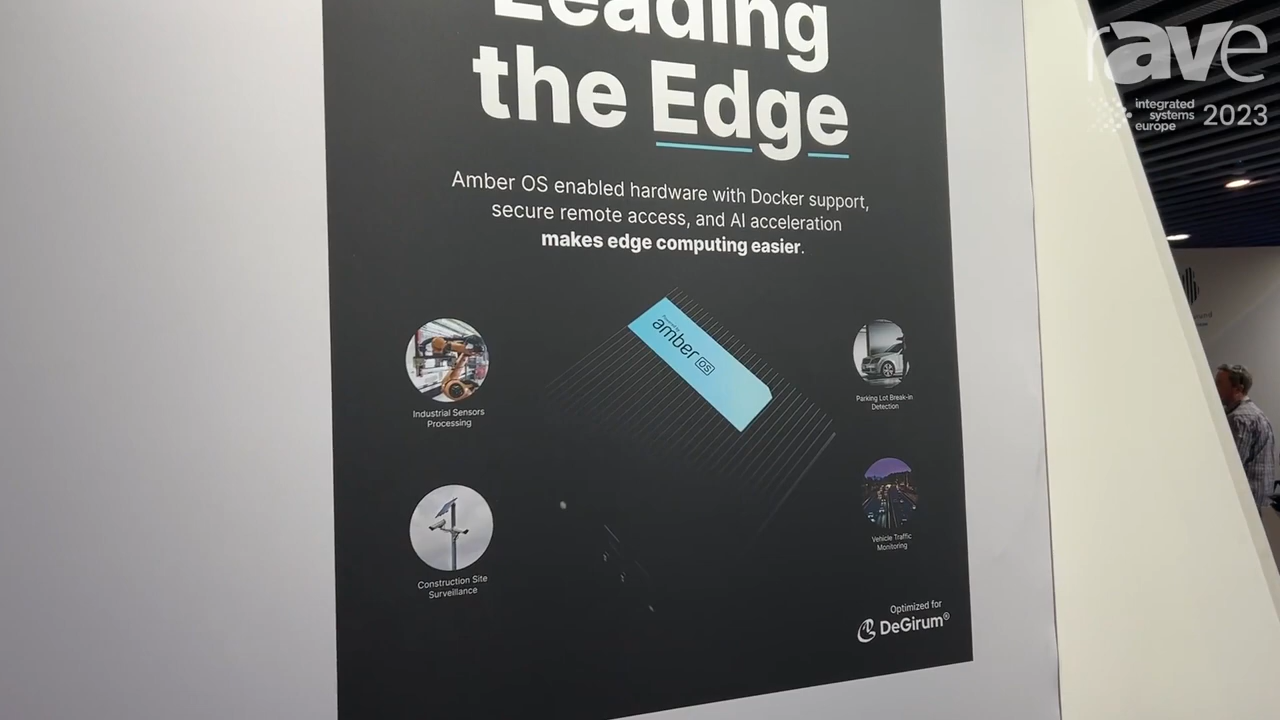 Leading
the Edge
Amber OS enabled hardware with Docker support,
secure remote access, and AI acceleration
makes edge computing easier.
Powered by
amber OS
Industrial Sensors
Processing
Parking Lot Break-in
Detection
Construction Site
Surveillance
Vehicle Traffic
Monitoring
Optimized for
DeGirum®
rAVe
integrated
systems
europe
2023